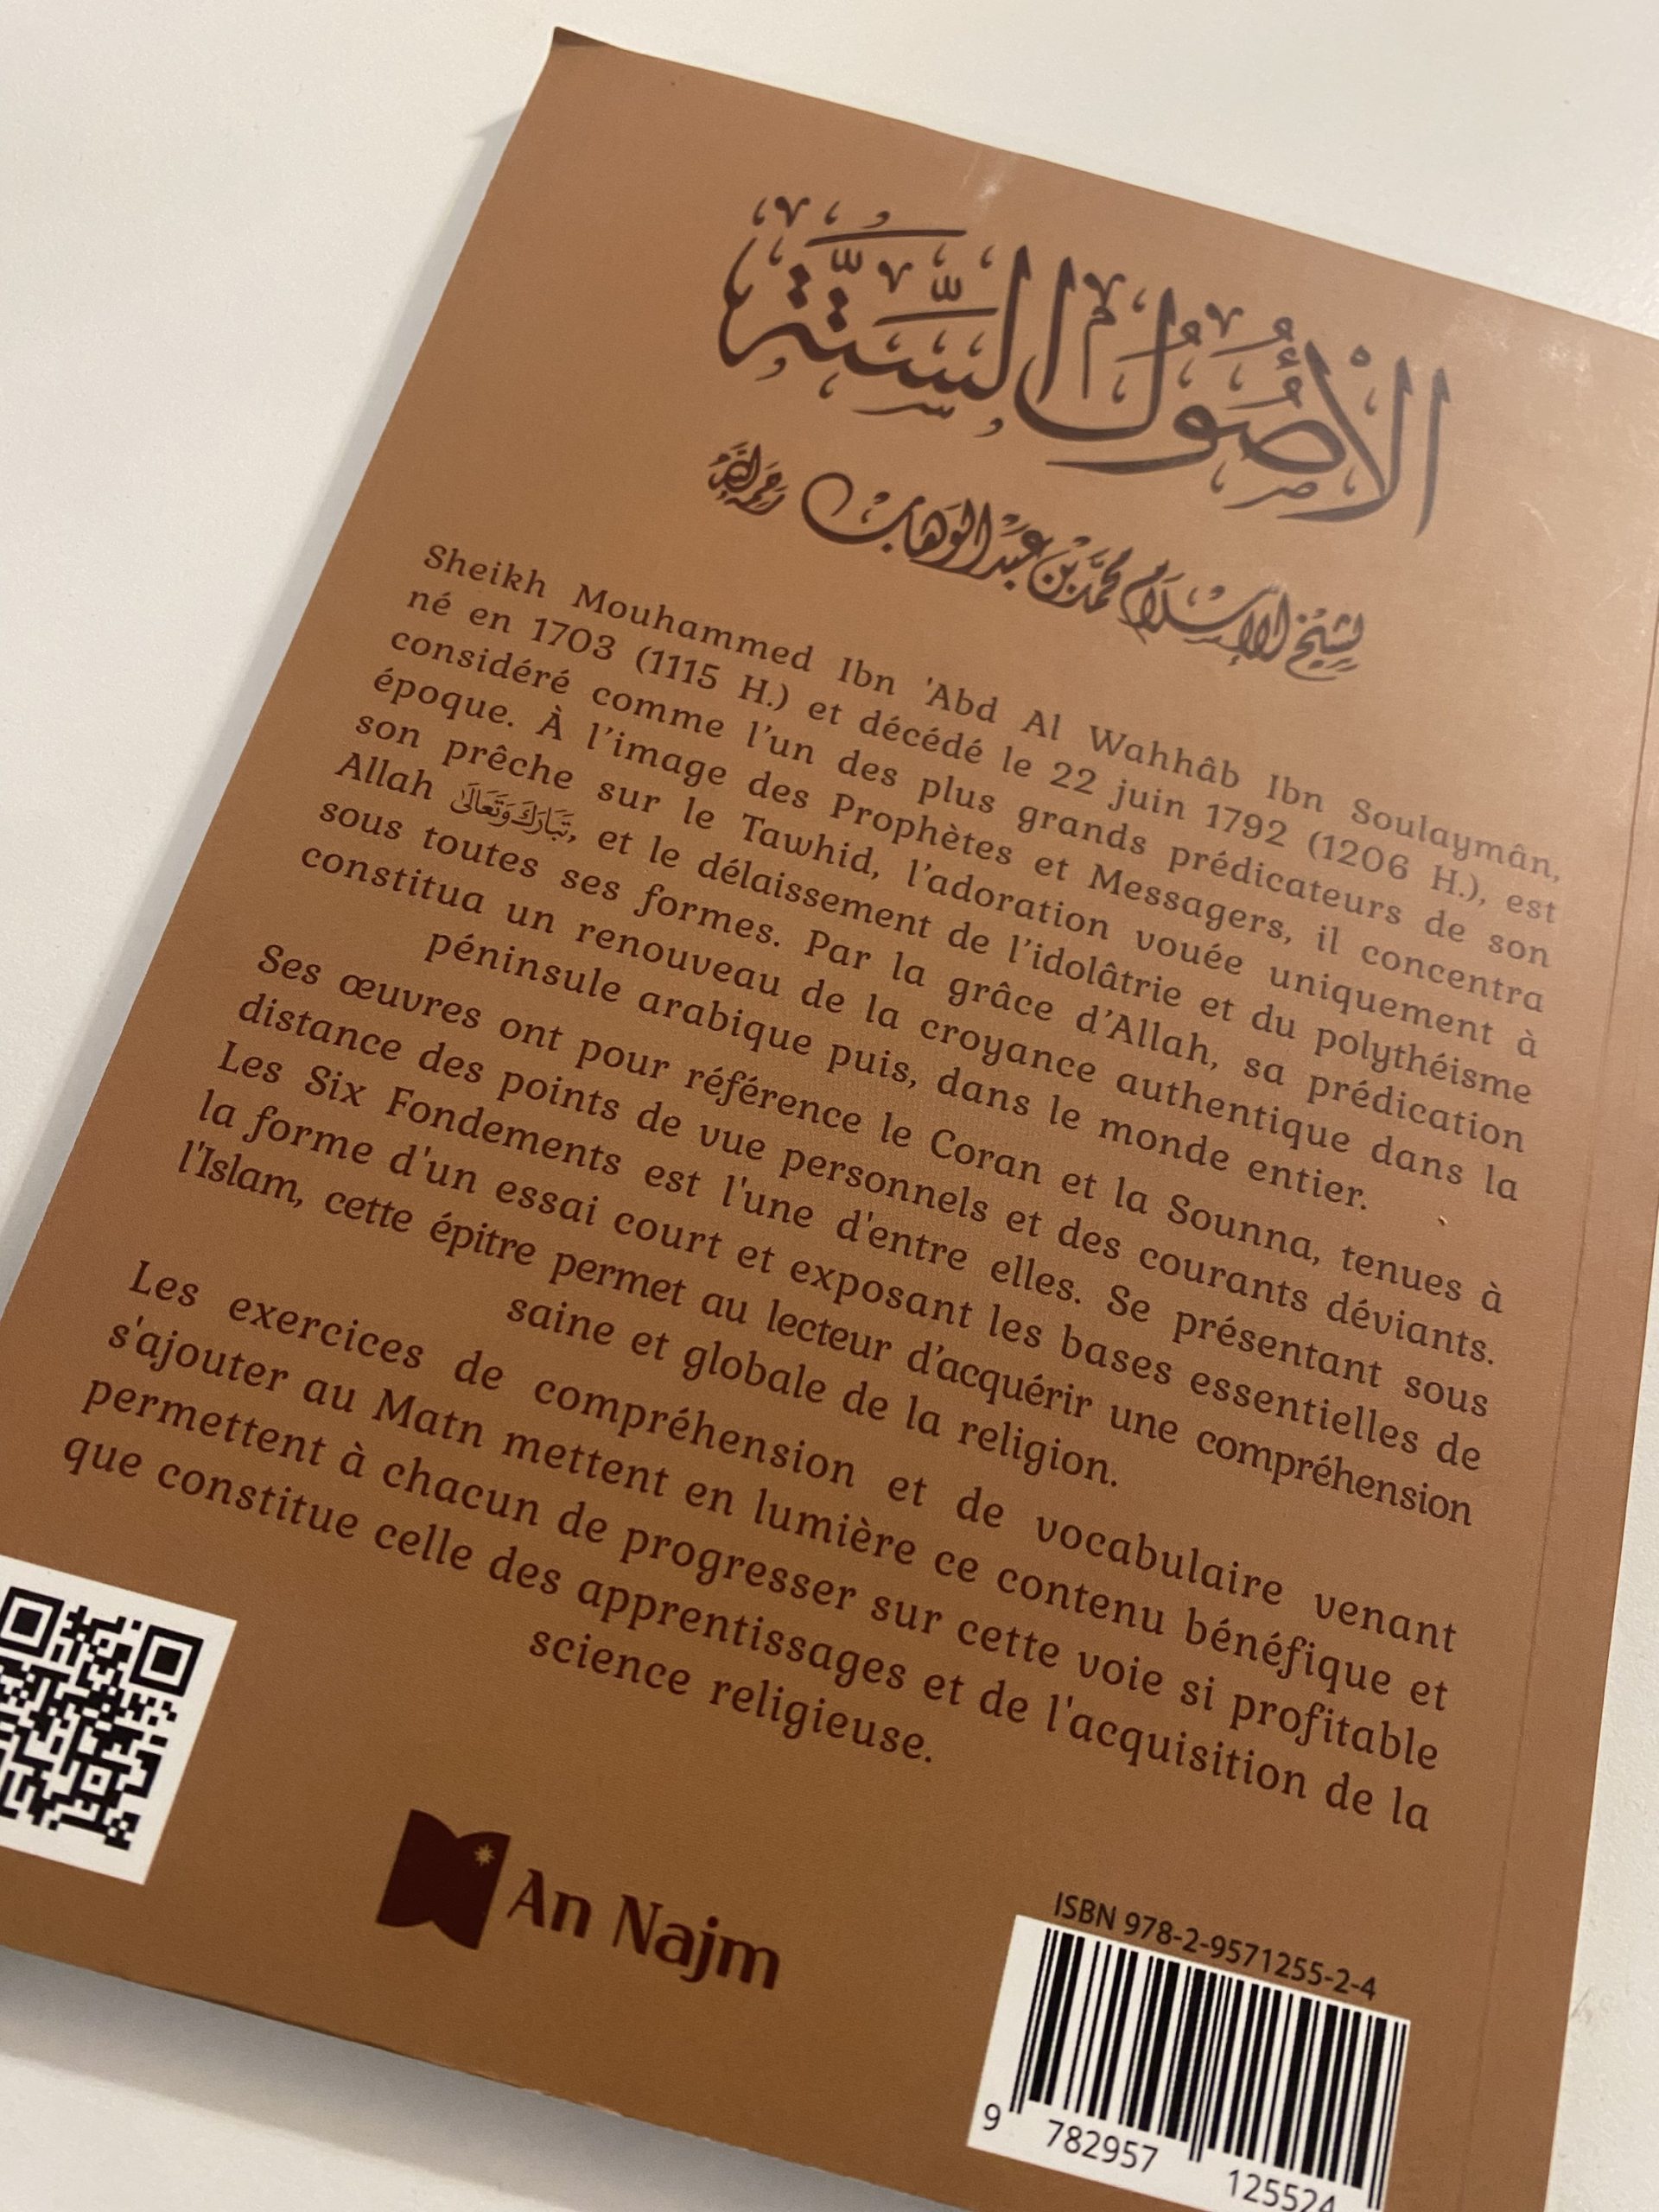 الأُصُولُ السِّتَّةُ
لشيخ الإسلام محمد بن عبد الوهاب رحمه الله
Sheikh Mouhammed Ibn 'Abd Al Wahhâb Ibn Soulaymân,
né en 1703 (1115 H.) et décédé le 22 juin 1792 (1206 H.), est
considéré comme l’un des plus grands prédicateurs de son
époque. À l’image des Prophètes et Messagers, il concentra
son prêche sur le Tawhid, l’adoration vouée uniquement à
Allah تَبَارَكَ وَتَعَالَىٰ, et le délaissement de l’idolâtrie et du polythéisme
sous toutes ses formes. Par la grâce d’Allah, sa prédication
constitua un renouveau de la croyance authentique dans la
péninsule arabique puis, dans le monde entier.
Ses œuvres ont pour référence le Coran et la Sounna, tenues à
distance des points de vue personnels et des courants déviants.
Les Six Fondements est l'une d'entre elles. Se présentant sous
la forme d'un essai court et exposant les bases essentielles de
l'Islam, cette épitre permet au lecteur d’acquérir une compréhension
saine et globale de la religion.
Les exercices de compréhension et de vocabulaire venant
s'ajouter au Matn mettent en lumière ce contenu bénéfique et
permettent à chacun de progresser sur cette voie si profitable
que constitue celle des apprentissages et de l'acquisition de la
science religieuse.
An Najm
ISBN 978-2-9571255-2-4
9 782957 125524